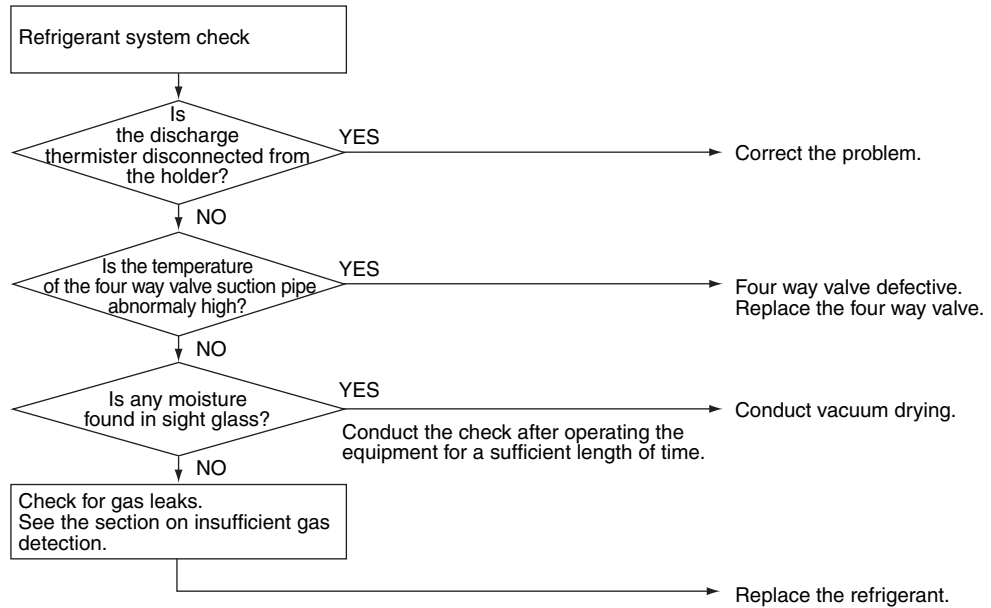 Refrigerant system check
Is
the discharge
thermister disconnected from
the holder?
YES
Correct the problem.
NO
Is the temperature
of the four way valve suction pipe
abnormaly high?
YES
Four way valve defective.
Replace the four way valve.
NO
Is any moisture
found in sight glass?
YES
Conduct vacuum drying.
Conduct the check after operating the
equipment for a sufficient length of time.
NO
Check for gas leaks.
See the section on insufficient gas
detection.
Replace the refrigerant.